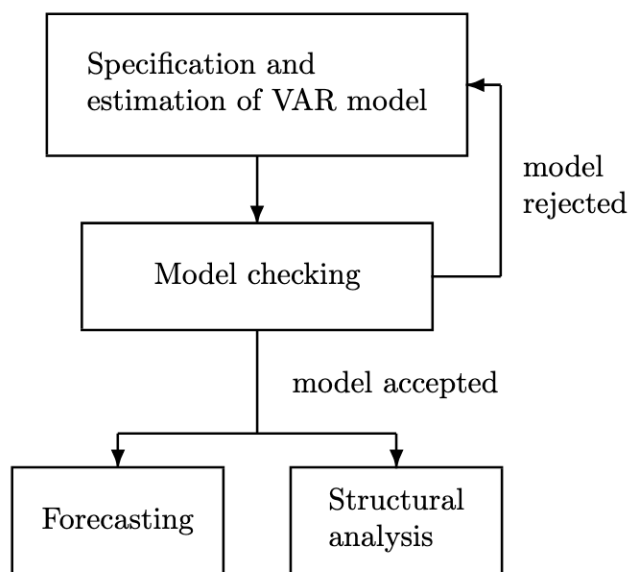 Specification and
estimation of VAR model
model
rejected
Model checking
model accepted
Forecasting
Structural
analysis